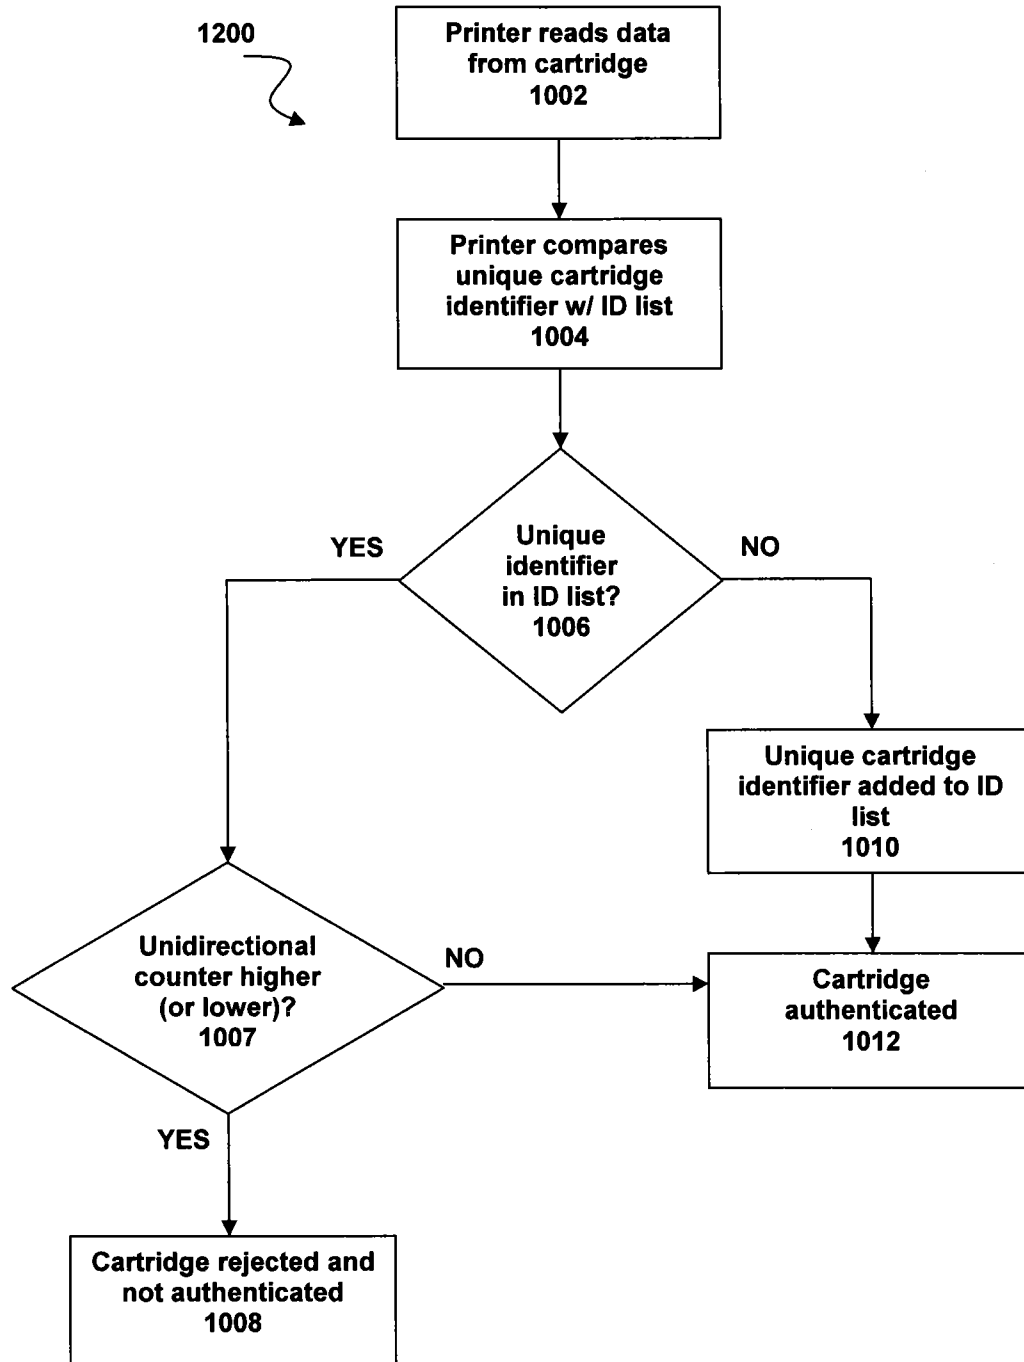 1200
Printer reads data
from cartridge
1002
Printer compares
unique cartridge
identifier w/ ID list
1004
Unique
identifier
in ID list?
1006
YES
NO
Unique cartridge
identifier added to ID
list
1010
Unidirectional
counter higher
(or lower)?
1007
NO
Cartridge
authenticated
1012
YES
Cartridge rejected and
not authenticated
1008